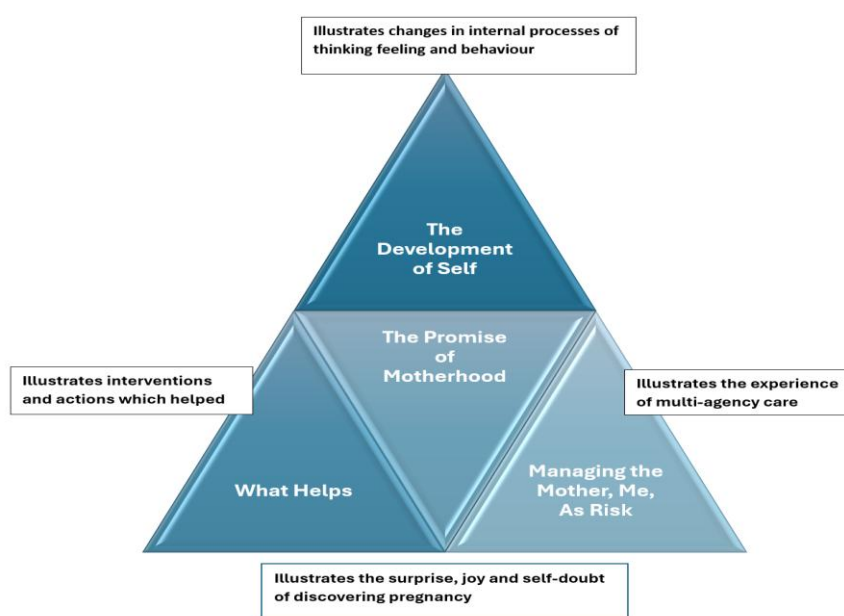 Illustrates changes in internal processes of
thinking feeling and behaviour
The
Development
of Self
The Promise
of
Motherhood
Illustrates interventions
and actions which helped
Illustrates the experience
of multi-agency care
What Helps
Managing the
Mother, Me,
As Risk
Illustrates the surprise, joy and self-doubt
of discovering pregnancy